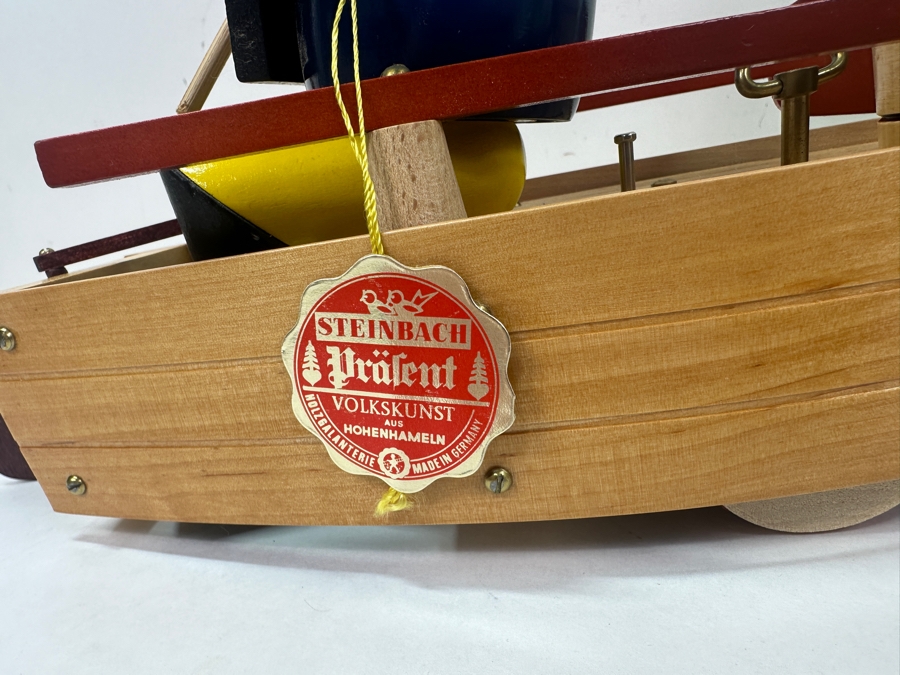 STEINBACH
Präſent
VOLKSKUNST
AUS
HOHENHAMELN
HOLZGALANTERIE MADE IN GERMANY